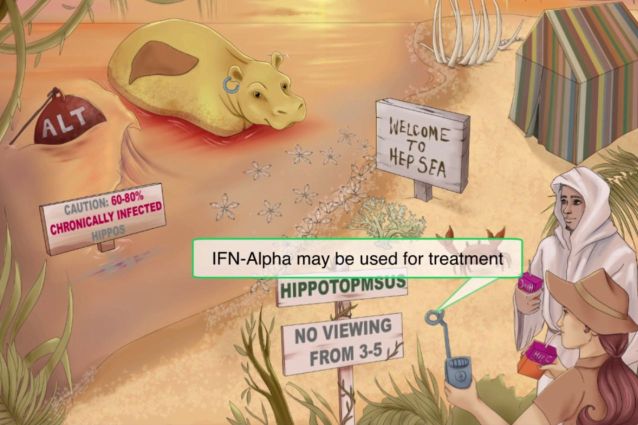 ALT
WELCOME
TO
HEP SEA
CAUTION: 60-80%
CHRONICALLY INFECTED
HIPPOS
IFN-Alpha may be used for treatment
HIPPOTOPMSUS
NO VIEWING
FROM 3-5